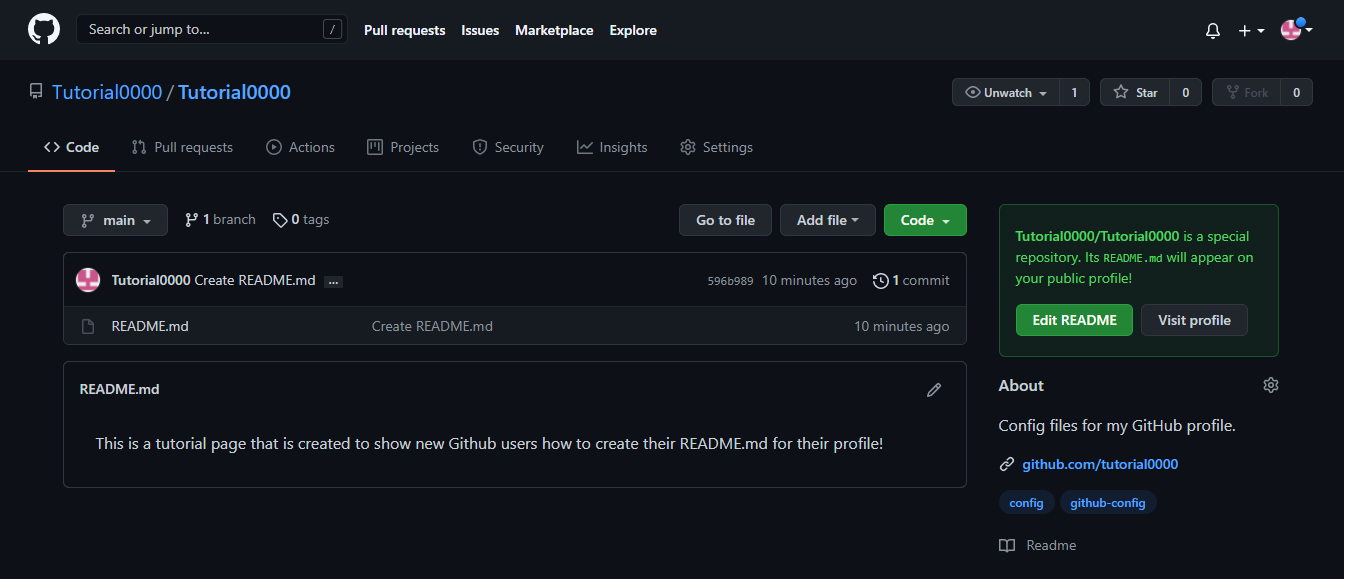 Search or jump to... /
Pull requests Issues Marketplace Explore
Tutorial0000 / Tutorial0000
Unwatch 1 Star 0 Fork 0
Code Pull requests Actions Projects Security Insights Settings
main 1 branch 0 tags Go to file Add file Code
Tutorial0000 Create README.md ... 596b989 10 minutes ago 1 commit
README.md Create README.md 10 minutes ago
README.md
This is a tutorial page that is created to show new Github users how to create their README.md for their profile!
Tutorial0000/Tutorial0000 is a special
repository. Its README.md will appear on
your public profile!
Edit README Visit profile
About
Config files for my GitHub profile.
github.com/tutorial0000
config github-config
Readme